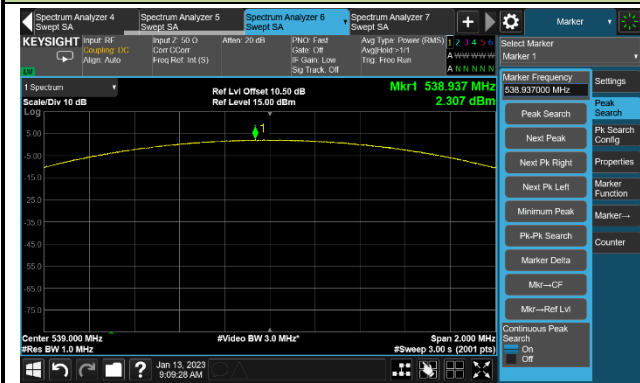 Spectrum Analyzer 4
Swept SA
Spectrum Analyzer 5
Swept SA
Spectrum Analyzer 6
Swept SA
Spectrum Analyzer 7
Swept SA
+
Marker
KEYSIGHT
Input: RF
Coupling: DC
Align: Auto
Input Z: 50 Ω
Corr CCorr
Freq Ref: Int (S)
Atten: 20 dB
PNO: Fast
Gate: Off
IF Gain: Low
Sig Track: Off
Avg Type: Power (RMS)
Avg|Hold:>1/1
Trig: Free Run
1 2 3 4 5 6
A W W W W W
A N N N N N
LV
Select Marker
Marker 1
1 Spectrum
Scale/Div 10 dB
Log
Ref Lvl Offset 10.50 dB
Ref Level 15.00 dBm
Mkr1 538.937 MHz
2.307 dBm
1
5.00
-5.00
-15.0
-25.0
-35.0
-45.0
-55.0
-65.0
-75.0
Center 539.000 MHz
#Res BW 1.0 MHz
#Video BW 3.0 MHz*
Span 2.000 MHz
#Sweep 3.00 s (2001 pts)
Marker Frequency
538.937000 MHz
Peak Search
Next Peak
Next Pk Right
Next Pk Left
Minimum Peak
Pk-Pk Search
Marker Delta
Mkr→CF
Mkr→Ref Lvl
Continuous Peak
Search
On
Off
Settings
Peak
Search
Pk Search
Config
Properties
Marker
Function
Marker→
Counter
?
Jan 13, 2023
9:09:28 AM